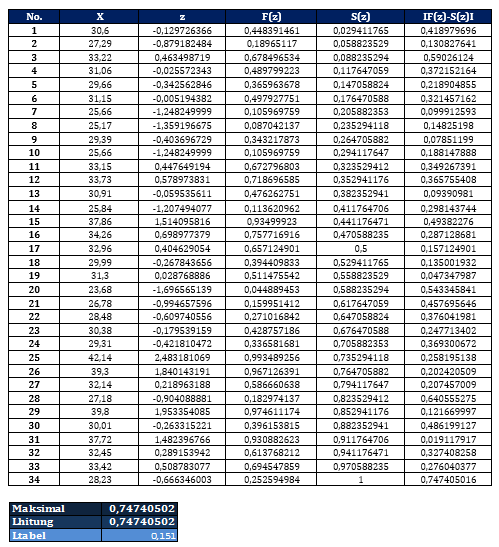 No. X z F(z) S(z) IF(z)-S(z)I
1 30,6 -0,129726366 0,448391461 0,029411765 0,418979696
2 27,29 -0,879182484 0,18965117 0,058823529 0,130827641
3 33,22 0,463498719 0,678496534 0,088235294 0,59026124
4 31,06 -0,025572343 0,489799223 0,117647059 0,372152164
5 29,66 -0,342562846 0,365963678 0,147058824 0,218904855
6 31,15 -0,005194382 0,497927751 0,176470588 0,321457162
7 25,66 -1,248249999 0,105969759 0,205882353 0,099912593
8 25,17 -1,359196675 0,087042137 0,235294118 0,14825198
9 29,39 -0,403696729 0,343217873 0,264705882 0,07851199
10 25,66 -1,248249999 0,105969759 0,294117647 0,188147888
11 33,15 0,447649194 0,672796803 0,323529412 0,349267391
12 33,73 0,578973831 0,718696585 0,352941176 0,365755408
13 30,91 -0,059535611 0,476262751 0,382352941 0,09390981
14 25,84 -1,207494077 0,113620962 0,411764706 0,298143744
15 37,86 1,514095816 0,93499923 0,441176471 0,49382276
16 34,26 0,698977379 0,757716916 0,470588235 0,287128681
17 32,96 0,404629054 0,657124901 0,5 0,157124901
18 29,99 -0,267843656 0,394409833 0,529411765 0,135001932
19 31,3 0,028768886 0,511475542 0,558823529 0,047347987
20 23,68 -1,696565139 0,044889453 0,588235294 0,543345841
21 26,78 -0,994657596 0,159951412 0,617647059 0,457695646
22 28,48 -0,609740556 0,271016842 0,647058824 0,376041981
23 30,38 -0,179539159 0,428757186 0,676470588 0,247713402
24 29,31 -0,421810472 0,336581681 0,705882353 0,369300672
25 42,14 2,483181069 0,993489256 0,735294118 0,258195138
26 39,3 1,840143191 0,967126391 0,764705882 0,202420509
27 32,14 0,218963188 0,586660638 0,794117647 0,207457009
28 27,18 -0,904088881 0,182974137 0,823529412 0,640555275
29 39,8 1,953354085 0,974611174 0,852941176 0,121669997
30 30,01 -0,263315221 0,396153815 0,882352941 0,486199127
31 37,72 1,482396766 0,930882623 0,911764706 0,019117917
32 32,45 0,289153942 0,613768212 0,941176471 0,327408258
33 33,42 0,508783077 0,694547859 0,970588235 0,276040377
34 28,23 -0,666346003 0,252594984 1 0,747405016
Maksimal 0,74740502
Lhitung 0,74740502
Ltabel 0,151